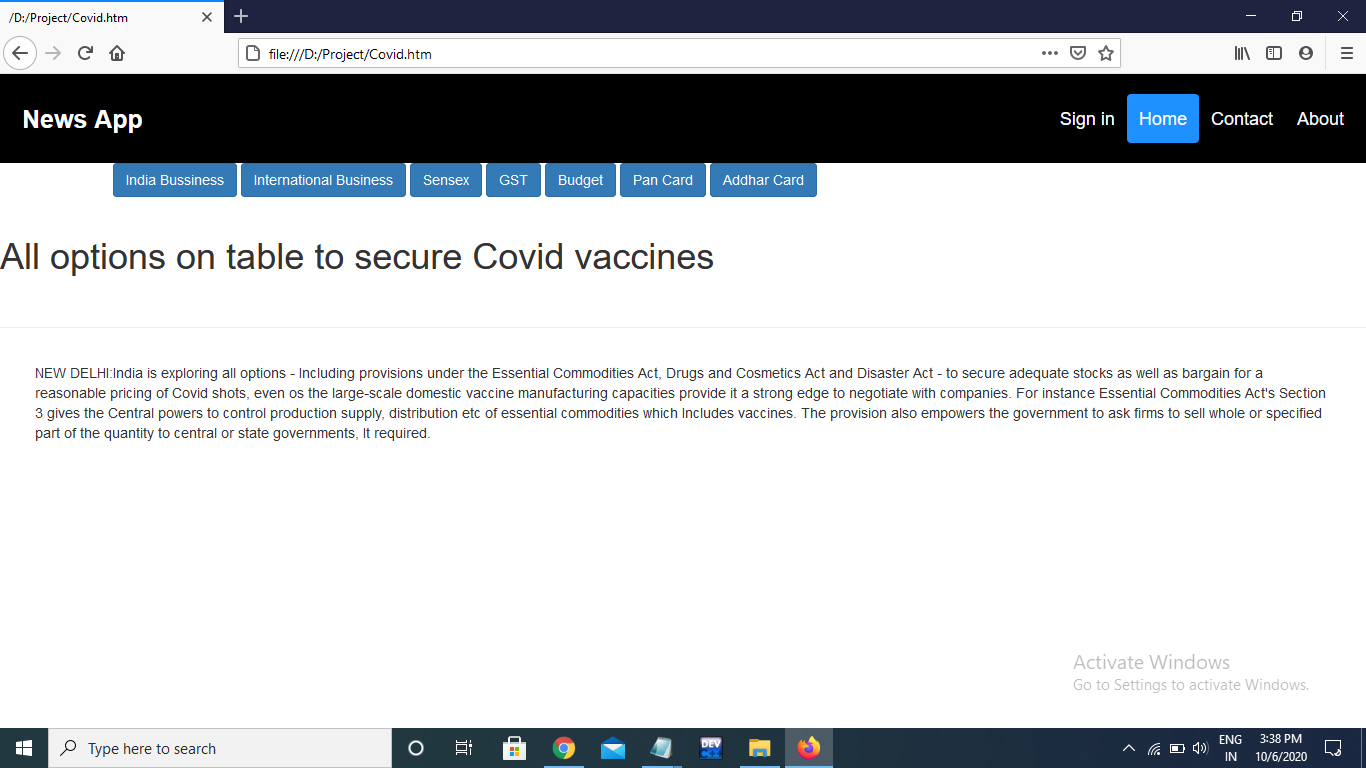 /D:/Project/Covid.htm
file:///D:/Project/Covid.htm
News App
Sign in Home Contact About
India Bussiness International Business Sensex GST Budget Pan Card Addhar Card
All options on table to secure Covid vaccines
NEW DELHI:India is exploring all options - Including provisions under the Essential Commodities Act, Drugs and Cosmetics Act and Disaster Act - to secure adequate stocks as well as bargain for a
reasonable pricing of Covid shots, even os the large-scale domestic vaccine manufacturing capacities provide it a strong edge to negotiate with companies. For instance Essential Commodities Act's Section
3 gives the Central powers to control production supply, distribution etc of essential commodities which Includes vaccines. The provision also empowers the government to ask firms to sell whole or specified
part of the quantity to central or state governments, It required.
Activate Windows
Go to Settings to activate Windows.
Type here to search
DEV
ENG 3:38 PM
IN 10/6/2020